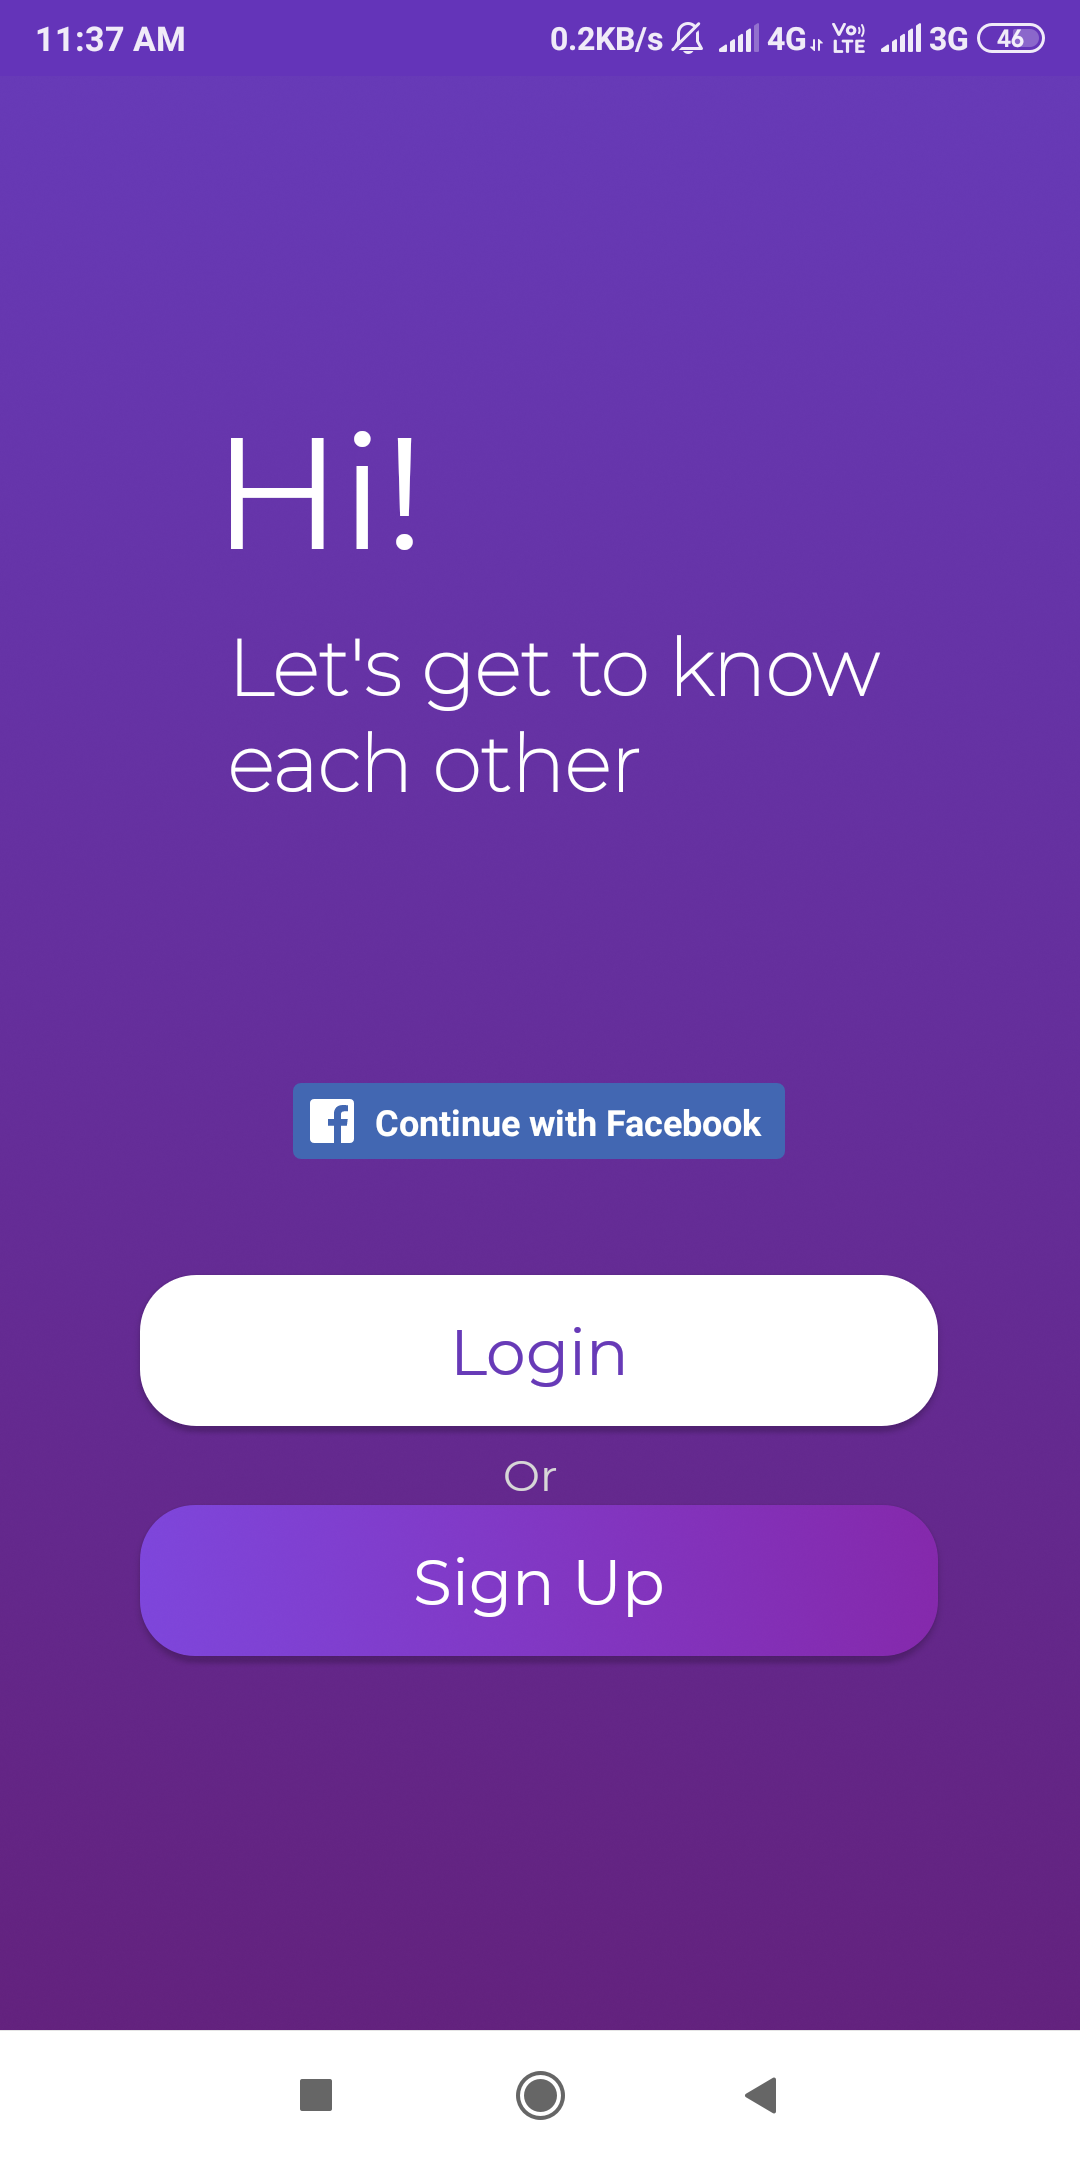 11:37 AM 0.2KB/s 4G Vo LTE 3G 46
Hi!
Let's get to know
each other
Continue with Facebook
Login
Or
Sign Up